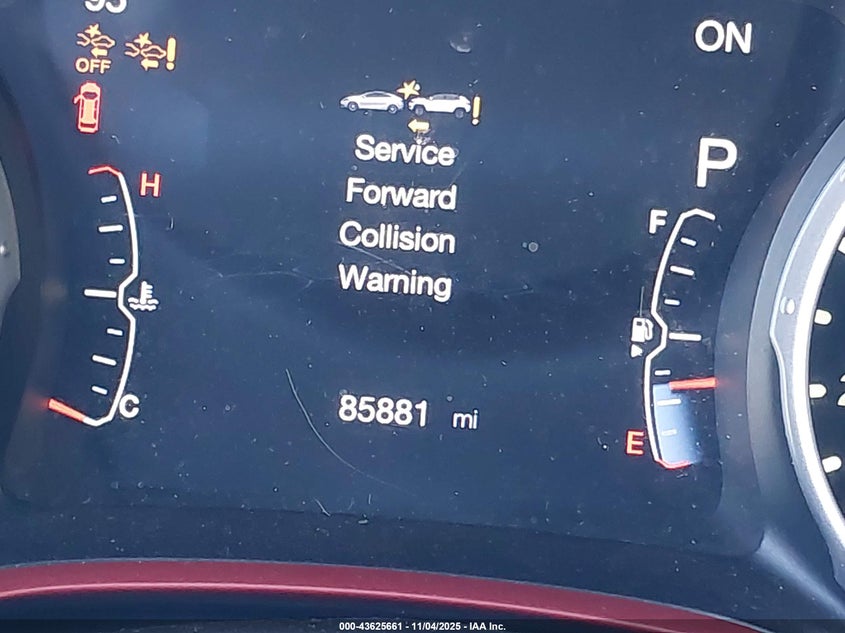 ON
OFF
P
H
Service
Forward
Collision
Warning
F
C
85881 mi
E
000-43625661 - 11/04/2025 - IAA Inc.